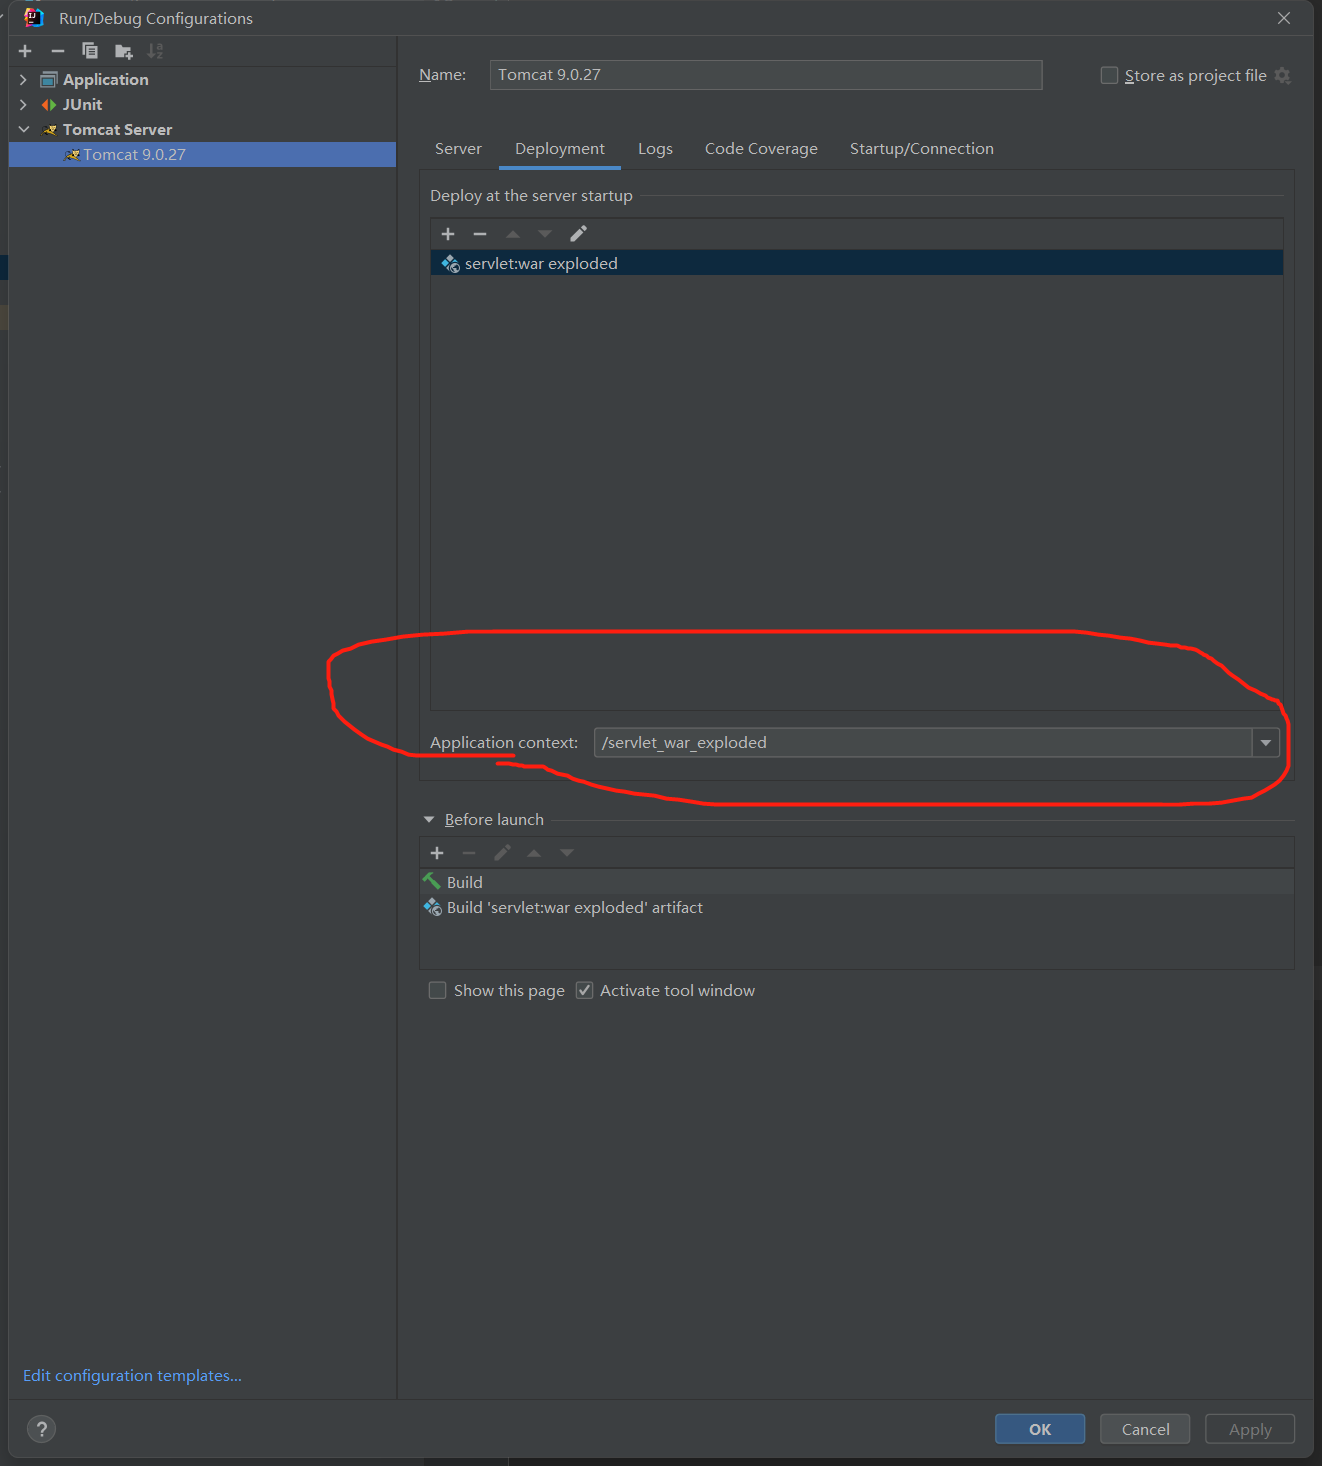 Run/Debug Configurations
Application
JUnit
Tomcat Server
Tomcat 9.0.27
Edit configuration templates...
Name: Tomcat 9.0.27 Store as project file
Server Deployment Logs Code Coverage Startup/Connection
Deploy at the server startup
servlet:war exploded
Application context: /servlet_war_exploded
Before launch
Build
Build 'servlet:war exploded' artifact
Show this page Activate tool window
? OK Cancel Apply